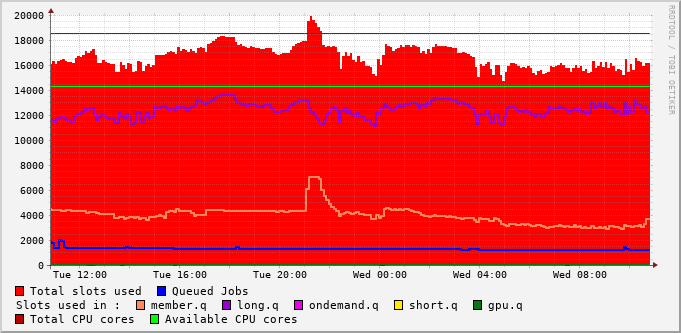 20000
18000
16000
14000
12000
10000
8000
6000
4000
2000
0
Tue 12:00 Tue 16:00 Tue 20:00 Wed 00:00 Wed 04:00 Wed 08:00
RRDTOOL / TOBI OETIKER
Total slots used Queued Jobs
Slots used in : member.q long.q ondemand.q short.q gpu.q
Total CPU cores Available CPU cores